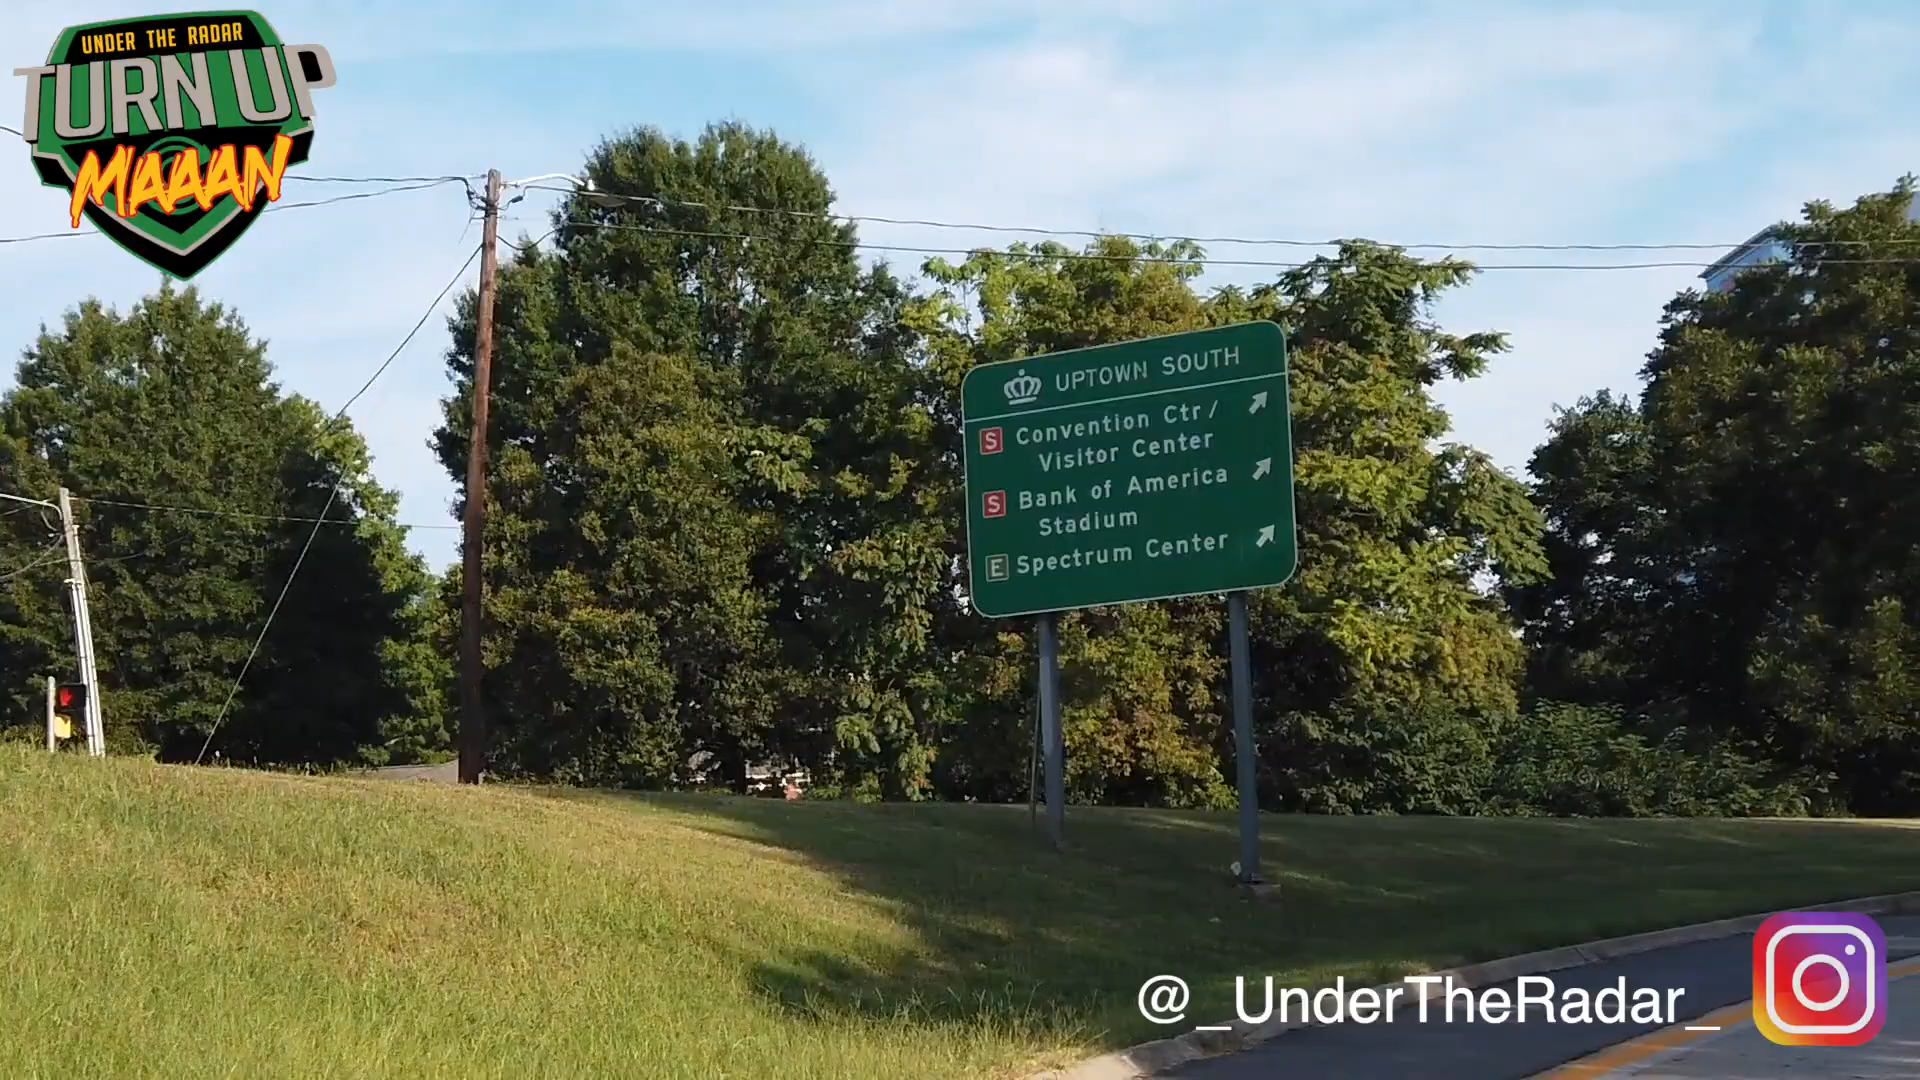 UNDER THE RADAR
TURN UP
MAAAN
UPTOWN SOUTH
S Convention Ctr /
Visitor Center
S Bank of America
Stadium
E Spectrum Center
@_UnderTheRadar_